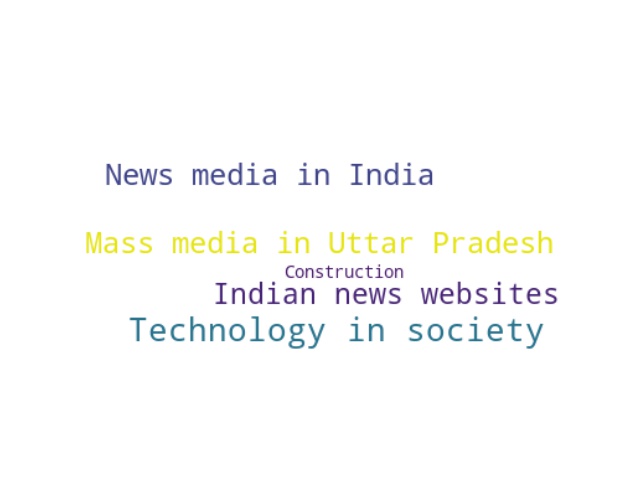 News media in India
Mass media in Uttar Pradesh
Construction
Indian news websites
Technology in society